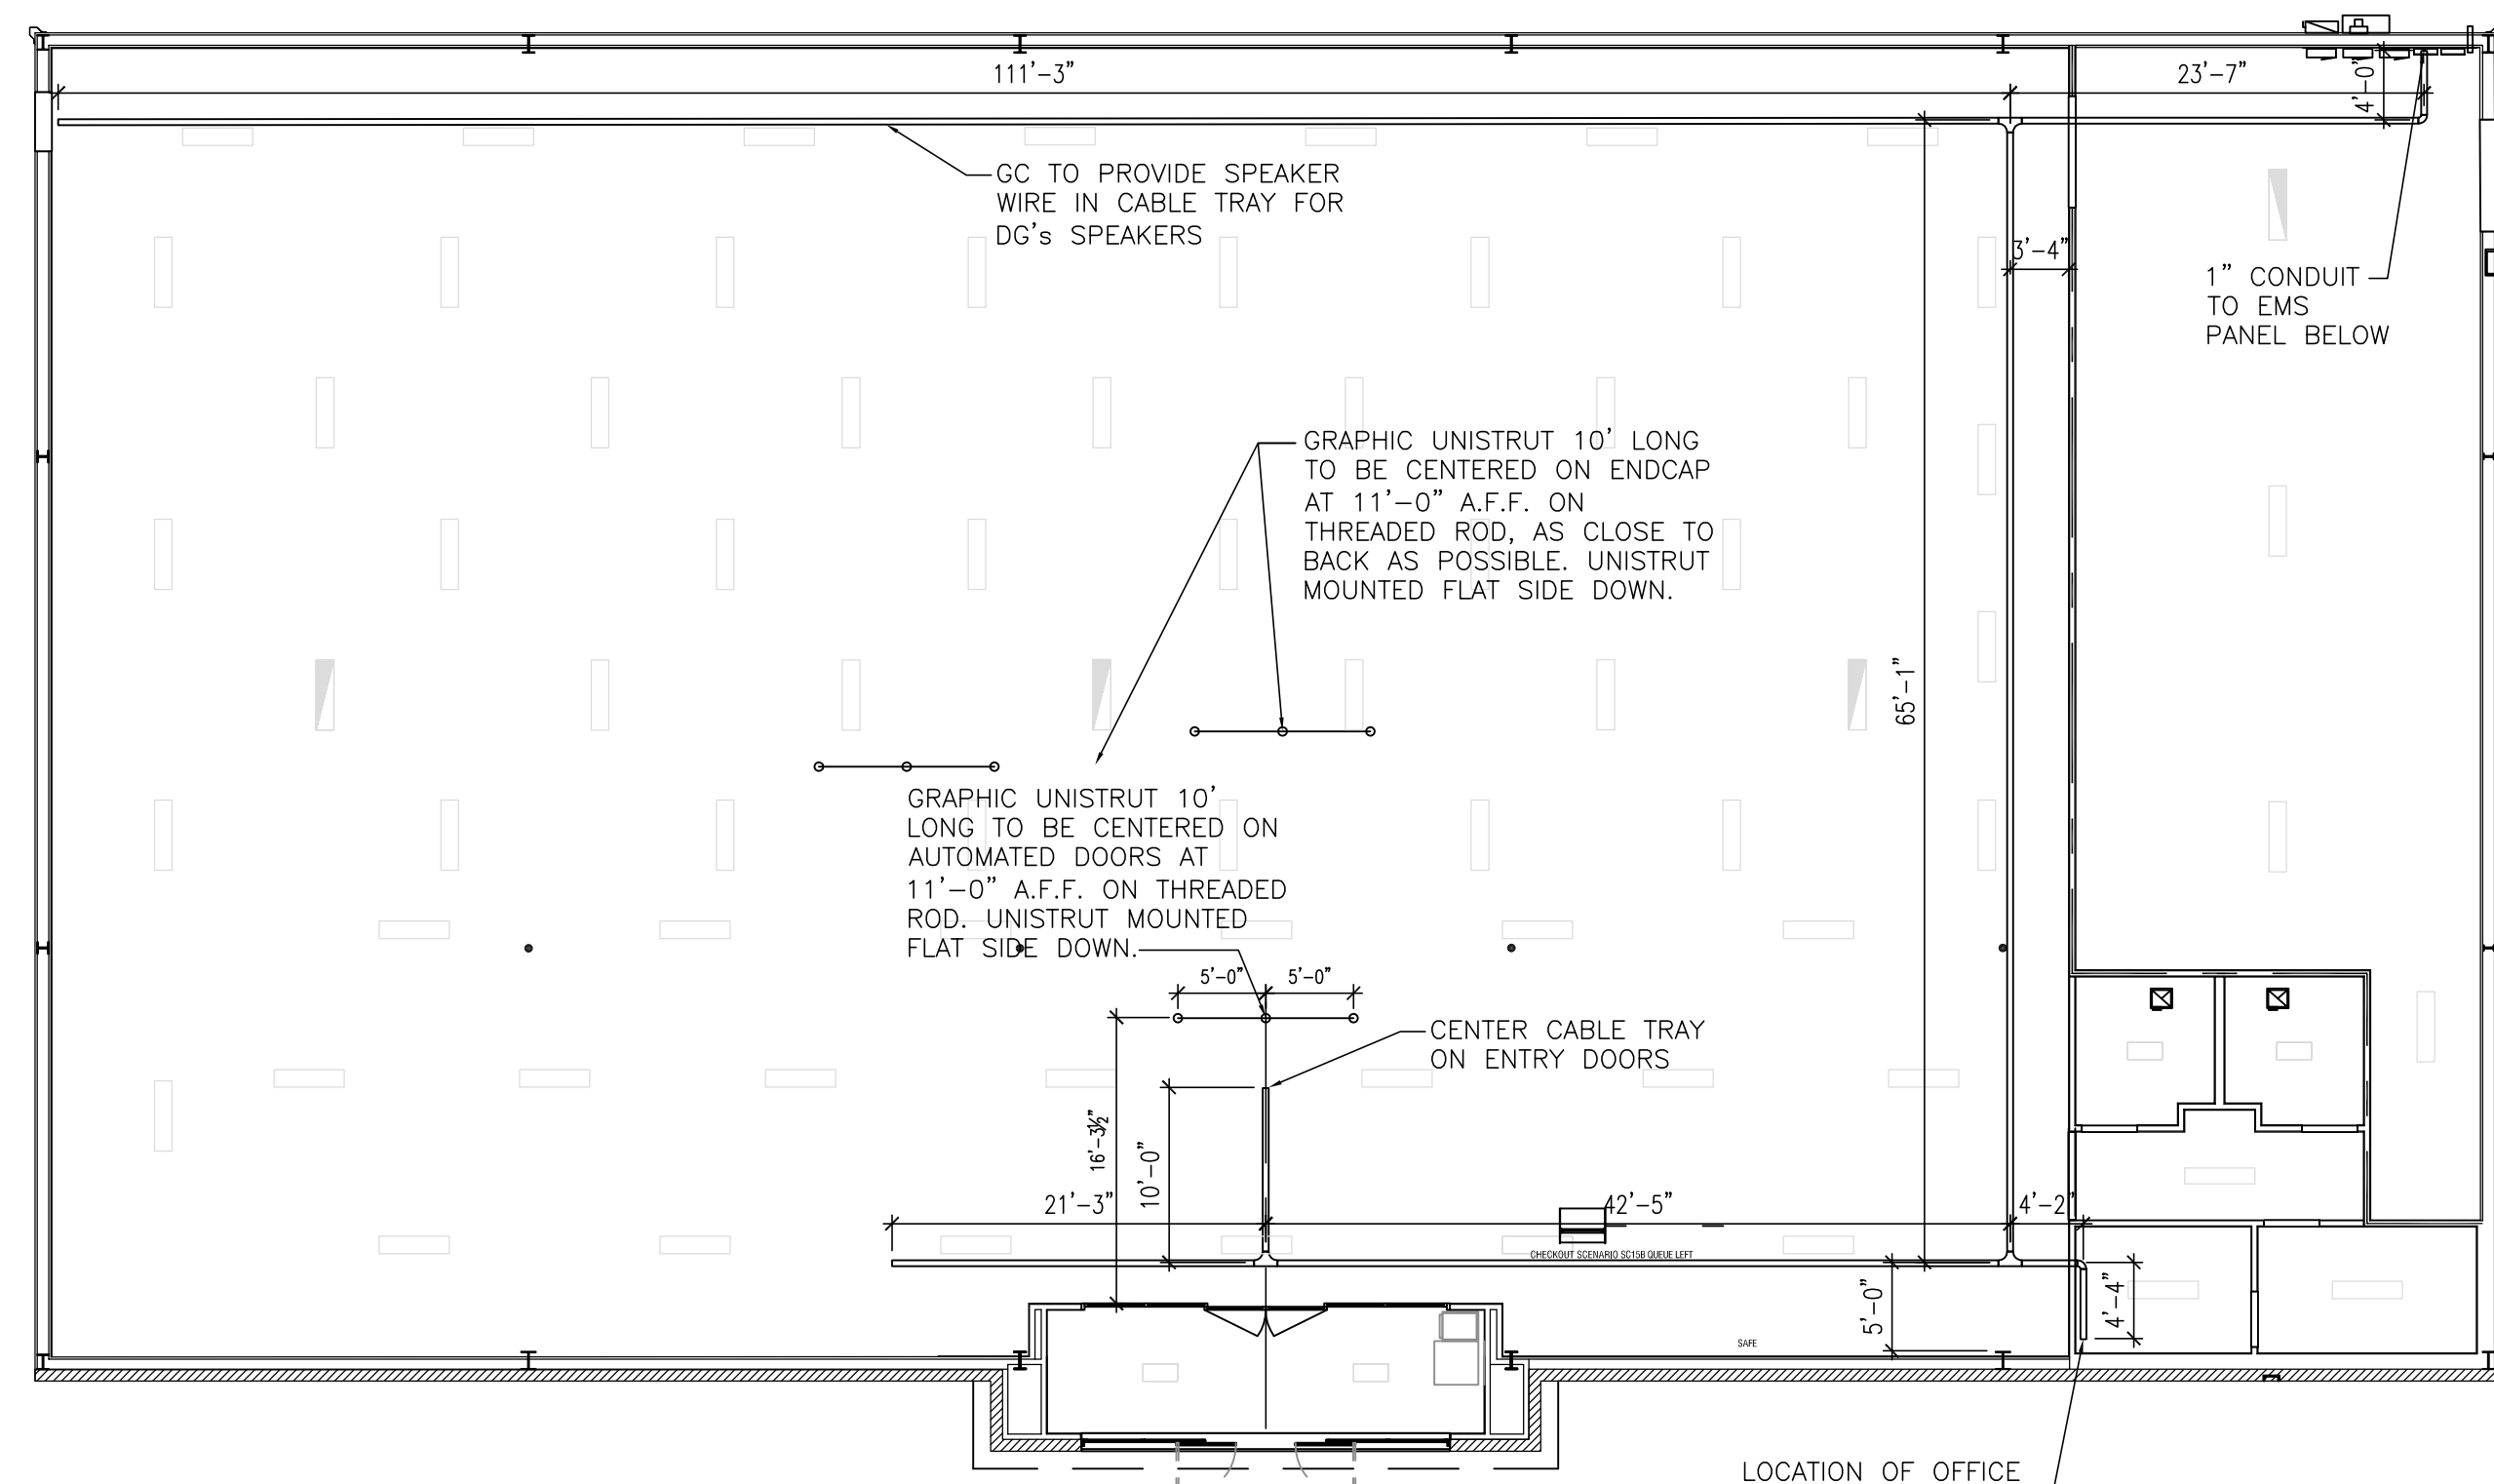 111'-3"
23'-7"
4'-0"
GC TO PROVIDE SPEAKER
WIRE IN CABLE TRAY FOR
DG's SPEAKERS
3'-4"
1" CONDUIT
TO EMS
PANEL BELOW
GRAPHIC UNISTRUT 10' LONG
TO BE CENTERED ON ENDCAP
AT 11'-0" A.F.F. ON
THREADED ROD, AS CLOSE TO
BACK AS POSSIBLE. UNISTRUT
MOUNTED FLAT SIDE DOWN.
65'-1"
GRAPHIC UNISTRUT 10'
LONG TO BE CENTERED ON
AUTOMATED DOORS AT
11'-0" A.F.F. ON THREADED
ROD. UNISTRUT MOUNTED
FLAT SIDE DOWN.
5'-0"
5'-0"
CENTER CABLE TRAY
ON ENTRY DOORS
16'-3½"
10'-0"
21'-3"
42'-5"
4'-2"
CHECKOUT SCENARIO SC15B QUEUE LEFT
5'-0"
4'-4"
SAFE
LOCATION OF OFFICE